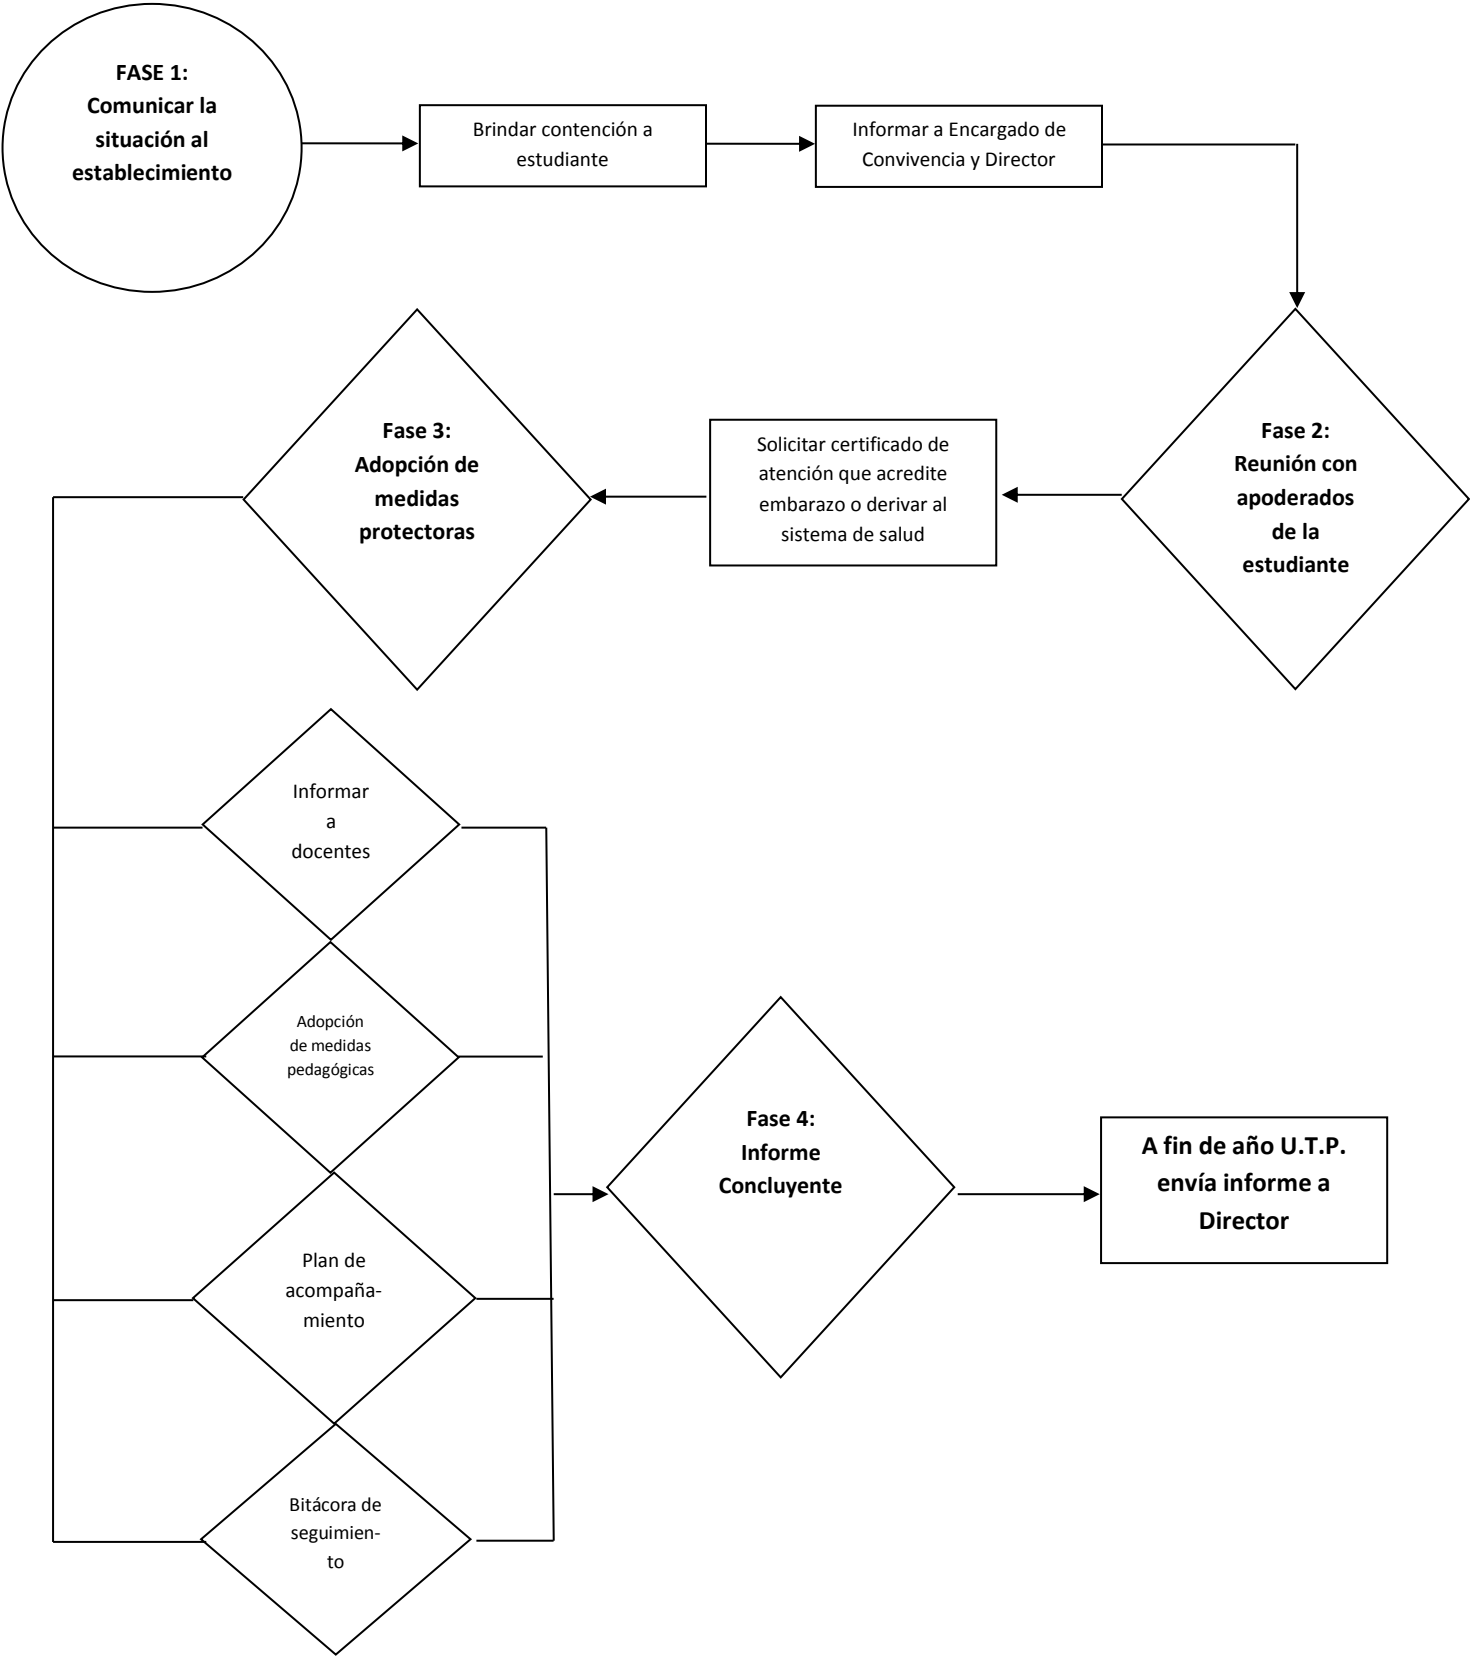 FASE 1:
Comunicar la
situación al
establecimiento
Brindar contención a
estudiante
Informar a Encargado de
Convivencia y Director
Fase 2:
Reunión con
apoderados
de la
estudiante
Solicitar certificado de
atención que acredite
embarazo o derivar al
sistema de salud
Fase 3:
Adopción de
medidas
protectoras
Informar
a
docentes
Adopción
de medidas
pedagógicas
Plan de
acompaña-
miento
Bitácora de
seguimien-
to
Fase 4:
Informe
Concluyente
A fin de año U.T.P.
envía informe a
Director